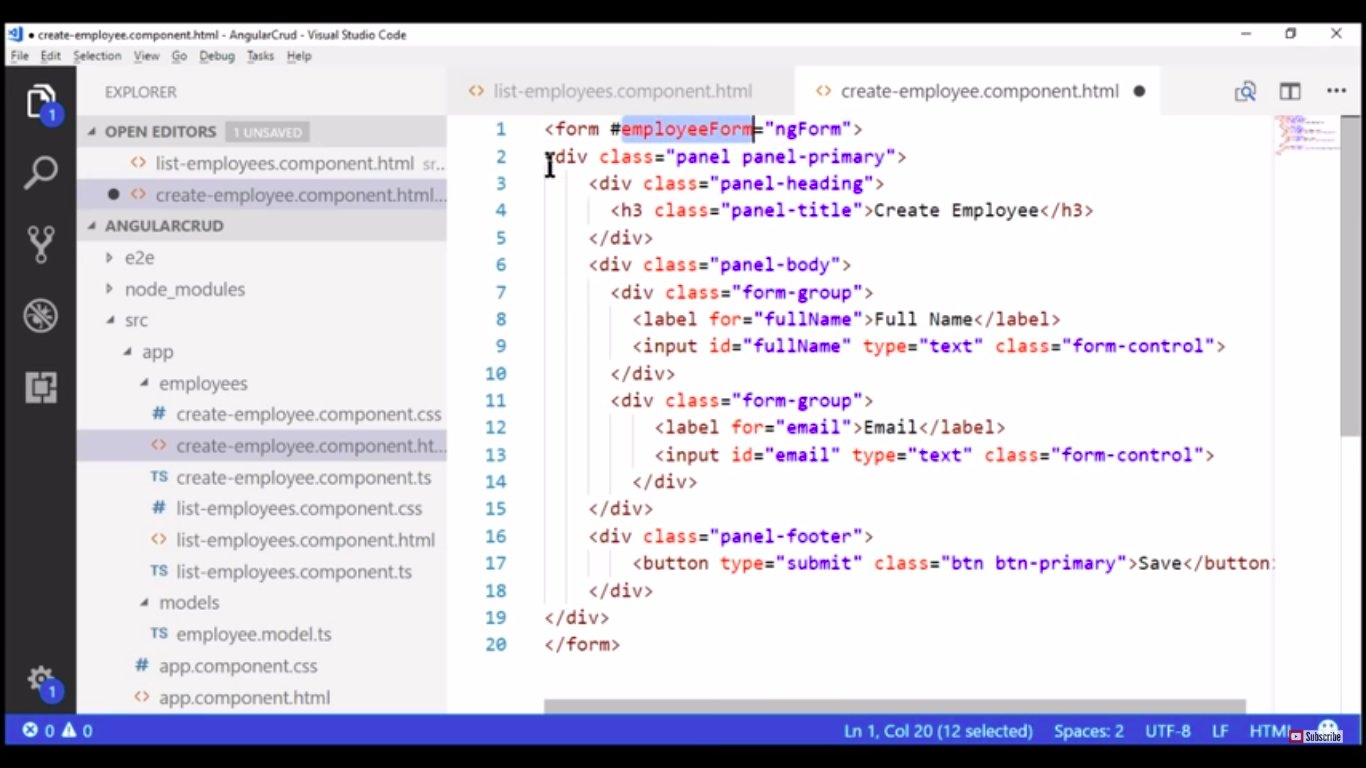 create-employee.component.html - AngularCrud - Visual Studio Code
File Edit Selection View Go Debug Tasks Help
EXPLORER
OPEN EDITORS 1 UNSAVED
list-employees.component.html sr...
create-employee.component.html...
ANGULARCRUD
e2e
node_modules
src
app
employees
# create-employee.component.css
<> create-employee.component.ht...
TS create-employee.component.ts
# list-employees.component.css
<> list-employees.component.html
TS list-employees.component.ts
models
TS employee.model.ts
# app.component.css
<> app.component.html
1
1
list-employees.component.html create-employee.component.html
1 <form #employeeForm="ngForm">
2 div class="panel panel-primary">
3 <div class="panel-heading">
4 <h3 class="panel-title">Create Employee</h3>
5 </div>
6 <div class="panel-body">
7 <div class="form-group">
8 <label for="fullName">Full Name</label>
9 <input id="fullName" type="text" class="form-control">
10 </div>
11 <div class="form-group">
12 <label for="email">Email</label>
13 <input id="email" type="text" class="form-control">
14 </div>
15 </div>
16 <div class="panel-footer">
17 <button type="submit" class="btn btn-primary">Save</button
18 </div>
19 </div>
20 </form>
0 0 Ln 1, Col 20 (12 selected) Spaces: 2 UTF-8 LF HTML
Subscribe